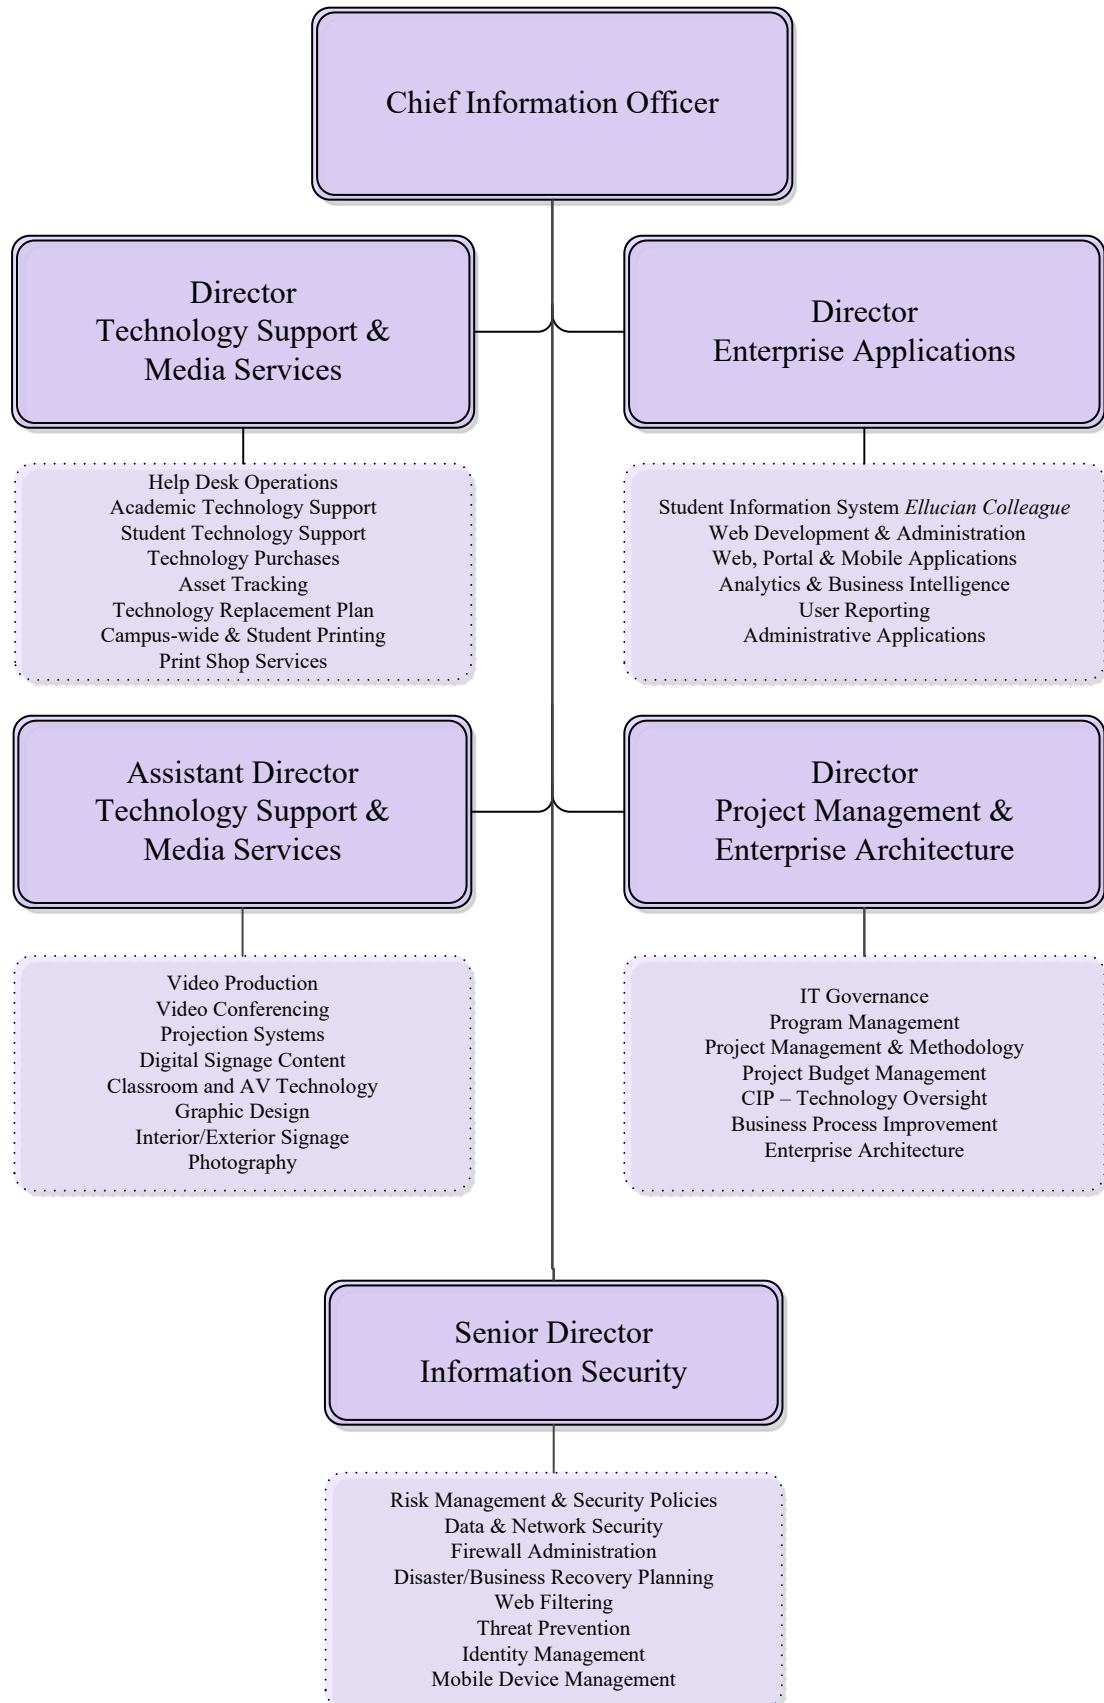 Chief Information Officer
Director
Technology Support &
Media Services
Director
Enterprise Applications
Help Desk Operations
Academic Technology Support
Student Technology Support
Technology Purchases
Asset Tracking
Technology Replacement Plan
Campus-wide & Student Printing
Print Shop Services
Student Information System Ellucian Colleague
Web Development & Administration
Web, Portal & Mobile Applications
Analytics & Business Intelligence
User Reporting
Administrative Applications
Assistant Director
Technology Support &
Media Services
Director
Project Management &
Enterprise Architecture
Video Production
Video Conferencing
Projection Systems
Digital Signage Content
Classroom and AV Technology
Graphic Design
Interior/Exterior Signage
Photography
IT Governance
Program Management
Project Management & Methodology
Project Budget Management
CIP – Technology Oversight
Business Process Improvement
Enterprise Architecture
Senior Director
Information Security
Risk Management & Security Policies
Data & Network Security
Firewall Administration
Disaster/Business Recovery Planning
Web Filtering
Threat Prevention
Identity Management
Mobile Device Management